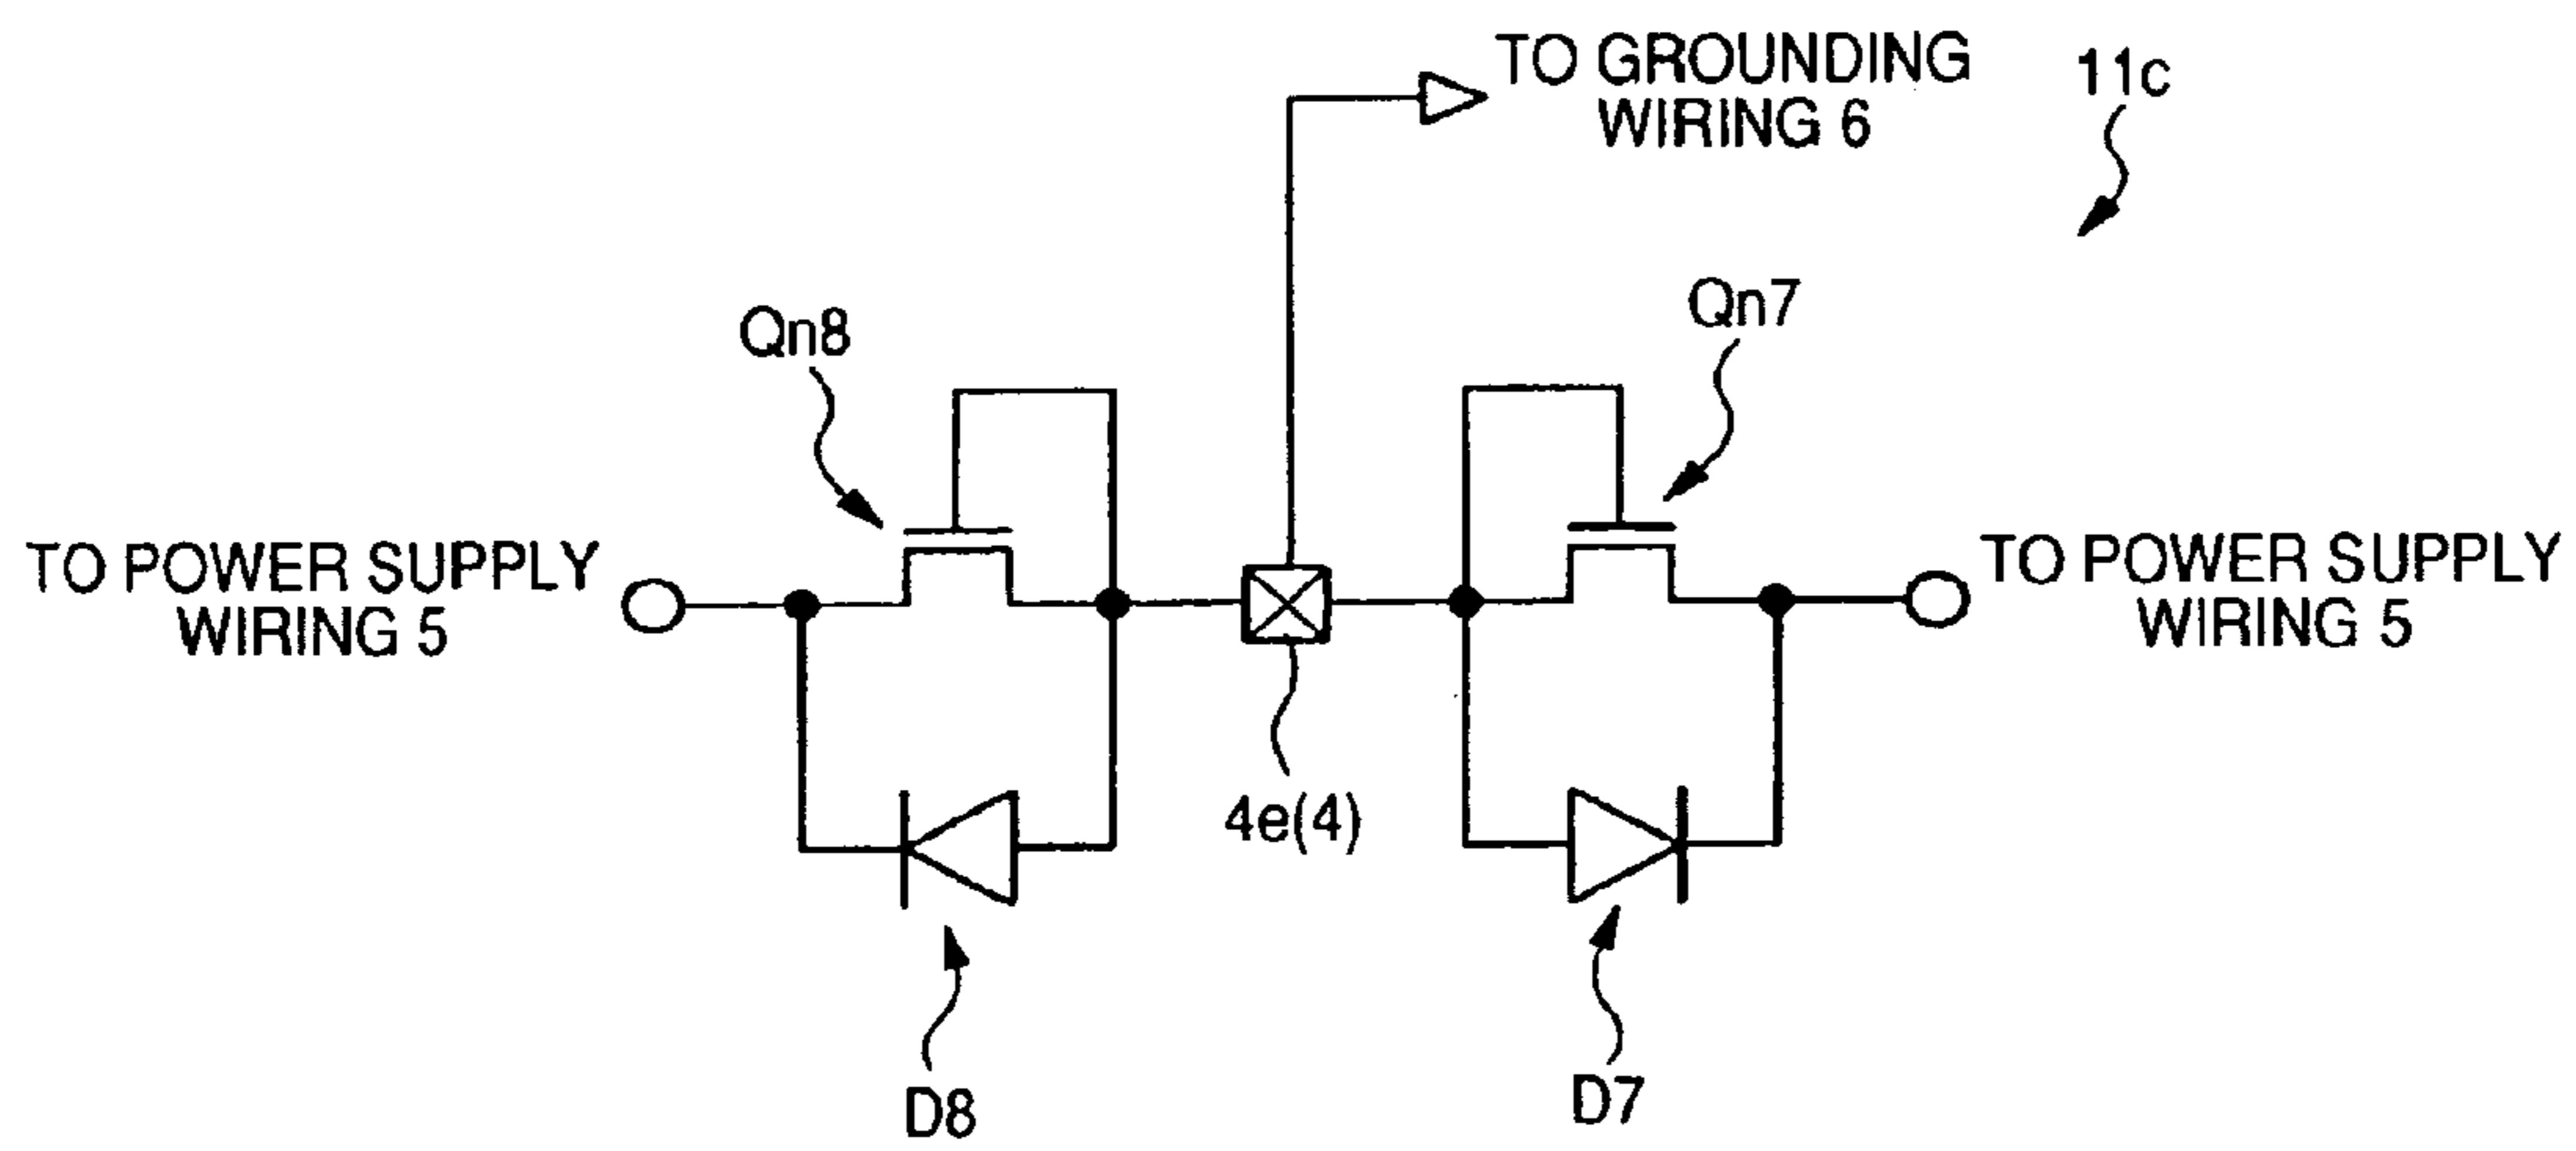 TO GROUNDING
WIRING 6
11c
Qn8
Qn7
TO POWER SUPPLY
WIRING 5
TO POWER SUPPLY
WIRING 5
4e(4)
D8
D7